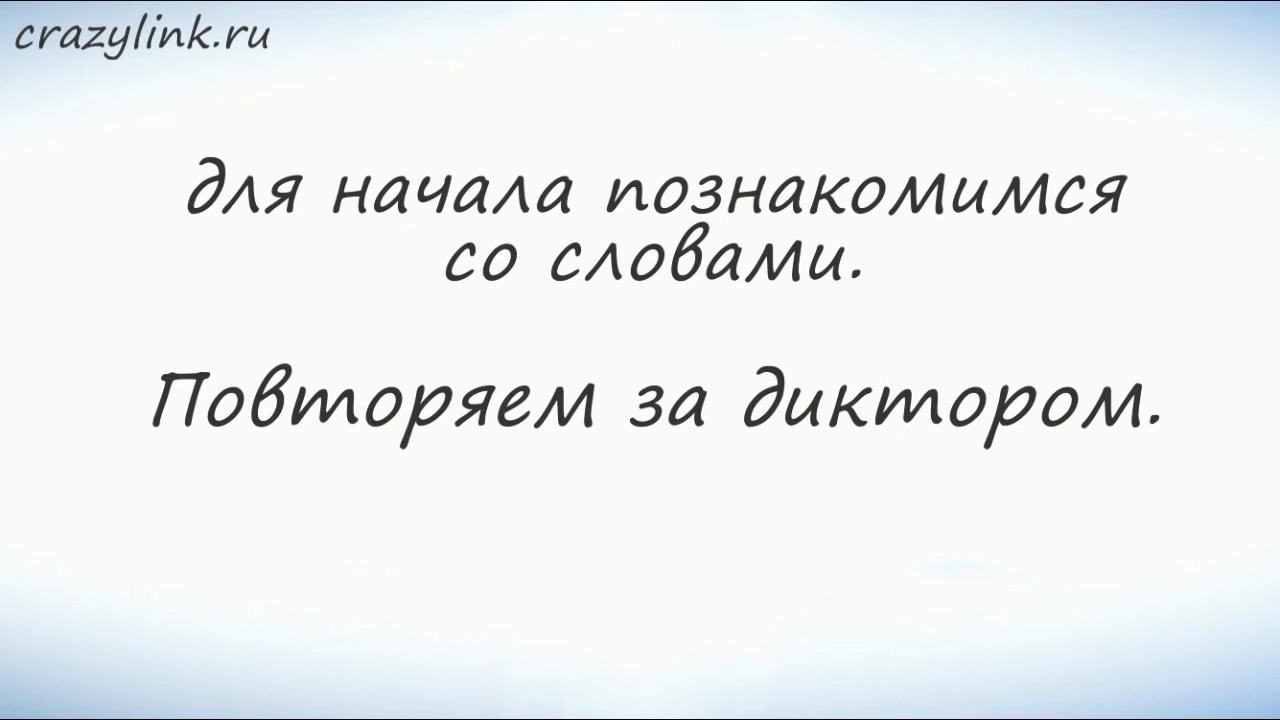 crazylink.ru
для начала познакомимся
со словами.
Повторяем за диктором.